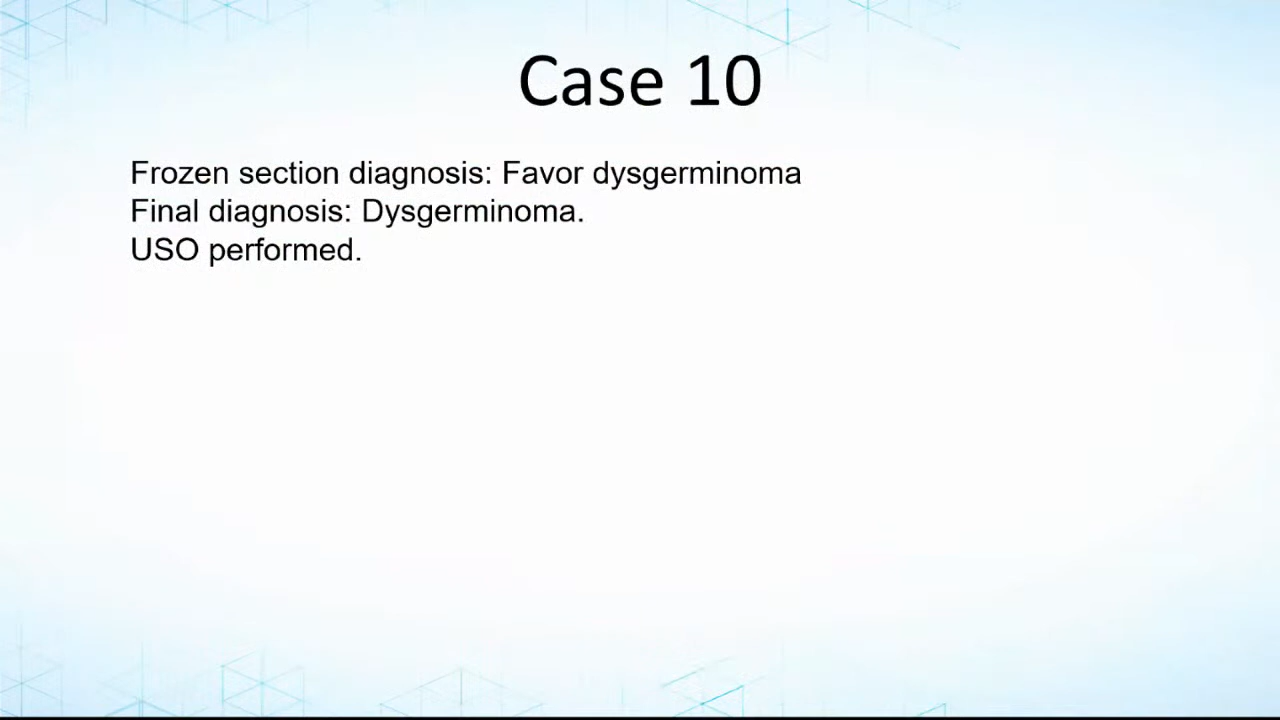 Case 10
Frozen section diagnosis: Favor dysgerminoma
Final diagnosis: Dysgerminoma.
USO performed.